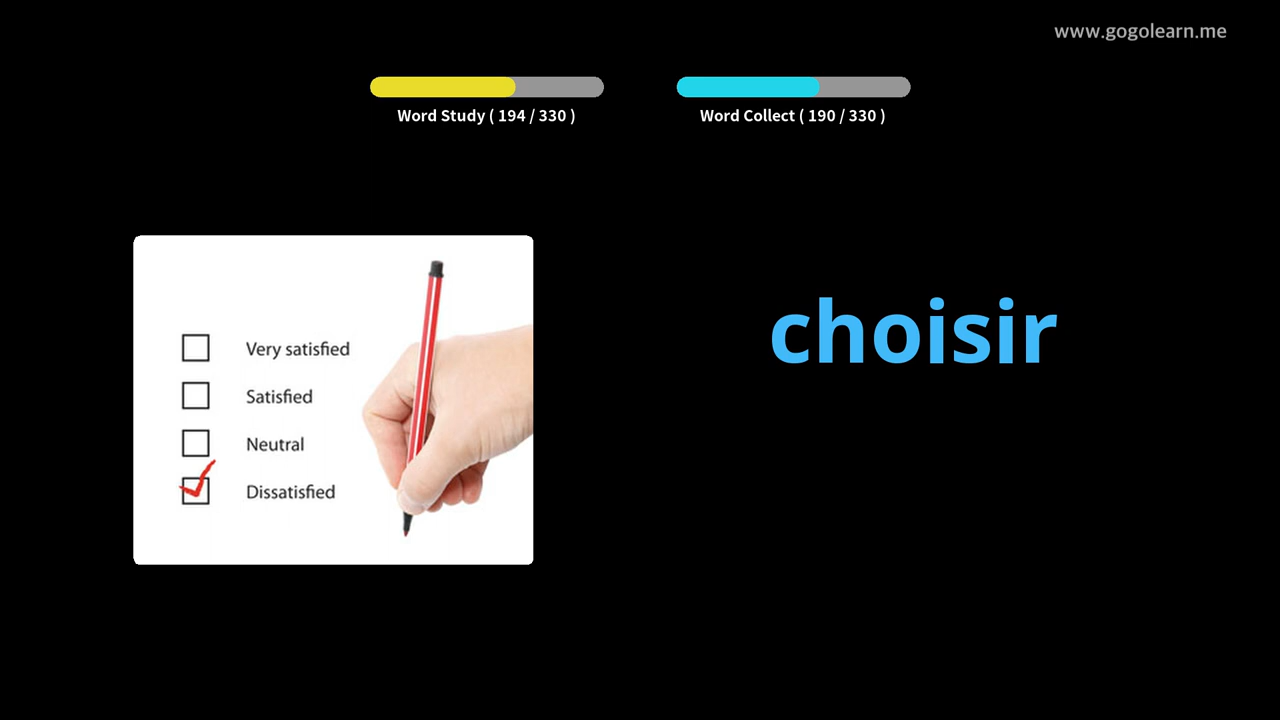 www.gogolearn.me
Word Study ( 194 / 330 )
Word Collect ( 190 / 330 )
choisir
Very satisfied
Satisfied
Neutral
Dissatisfied